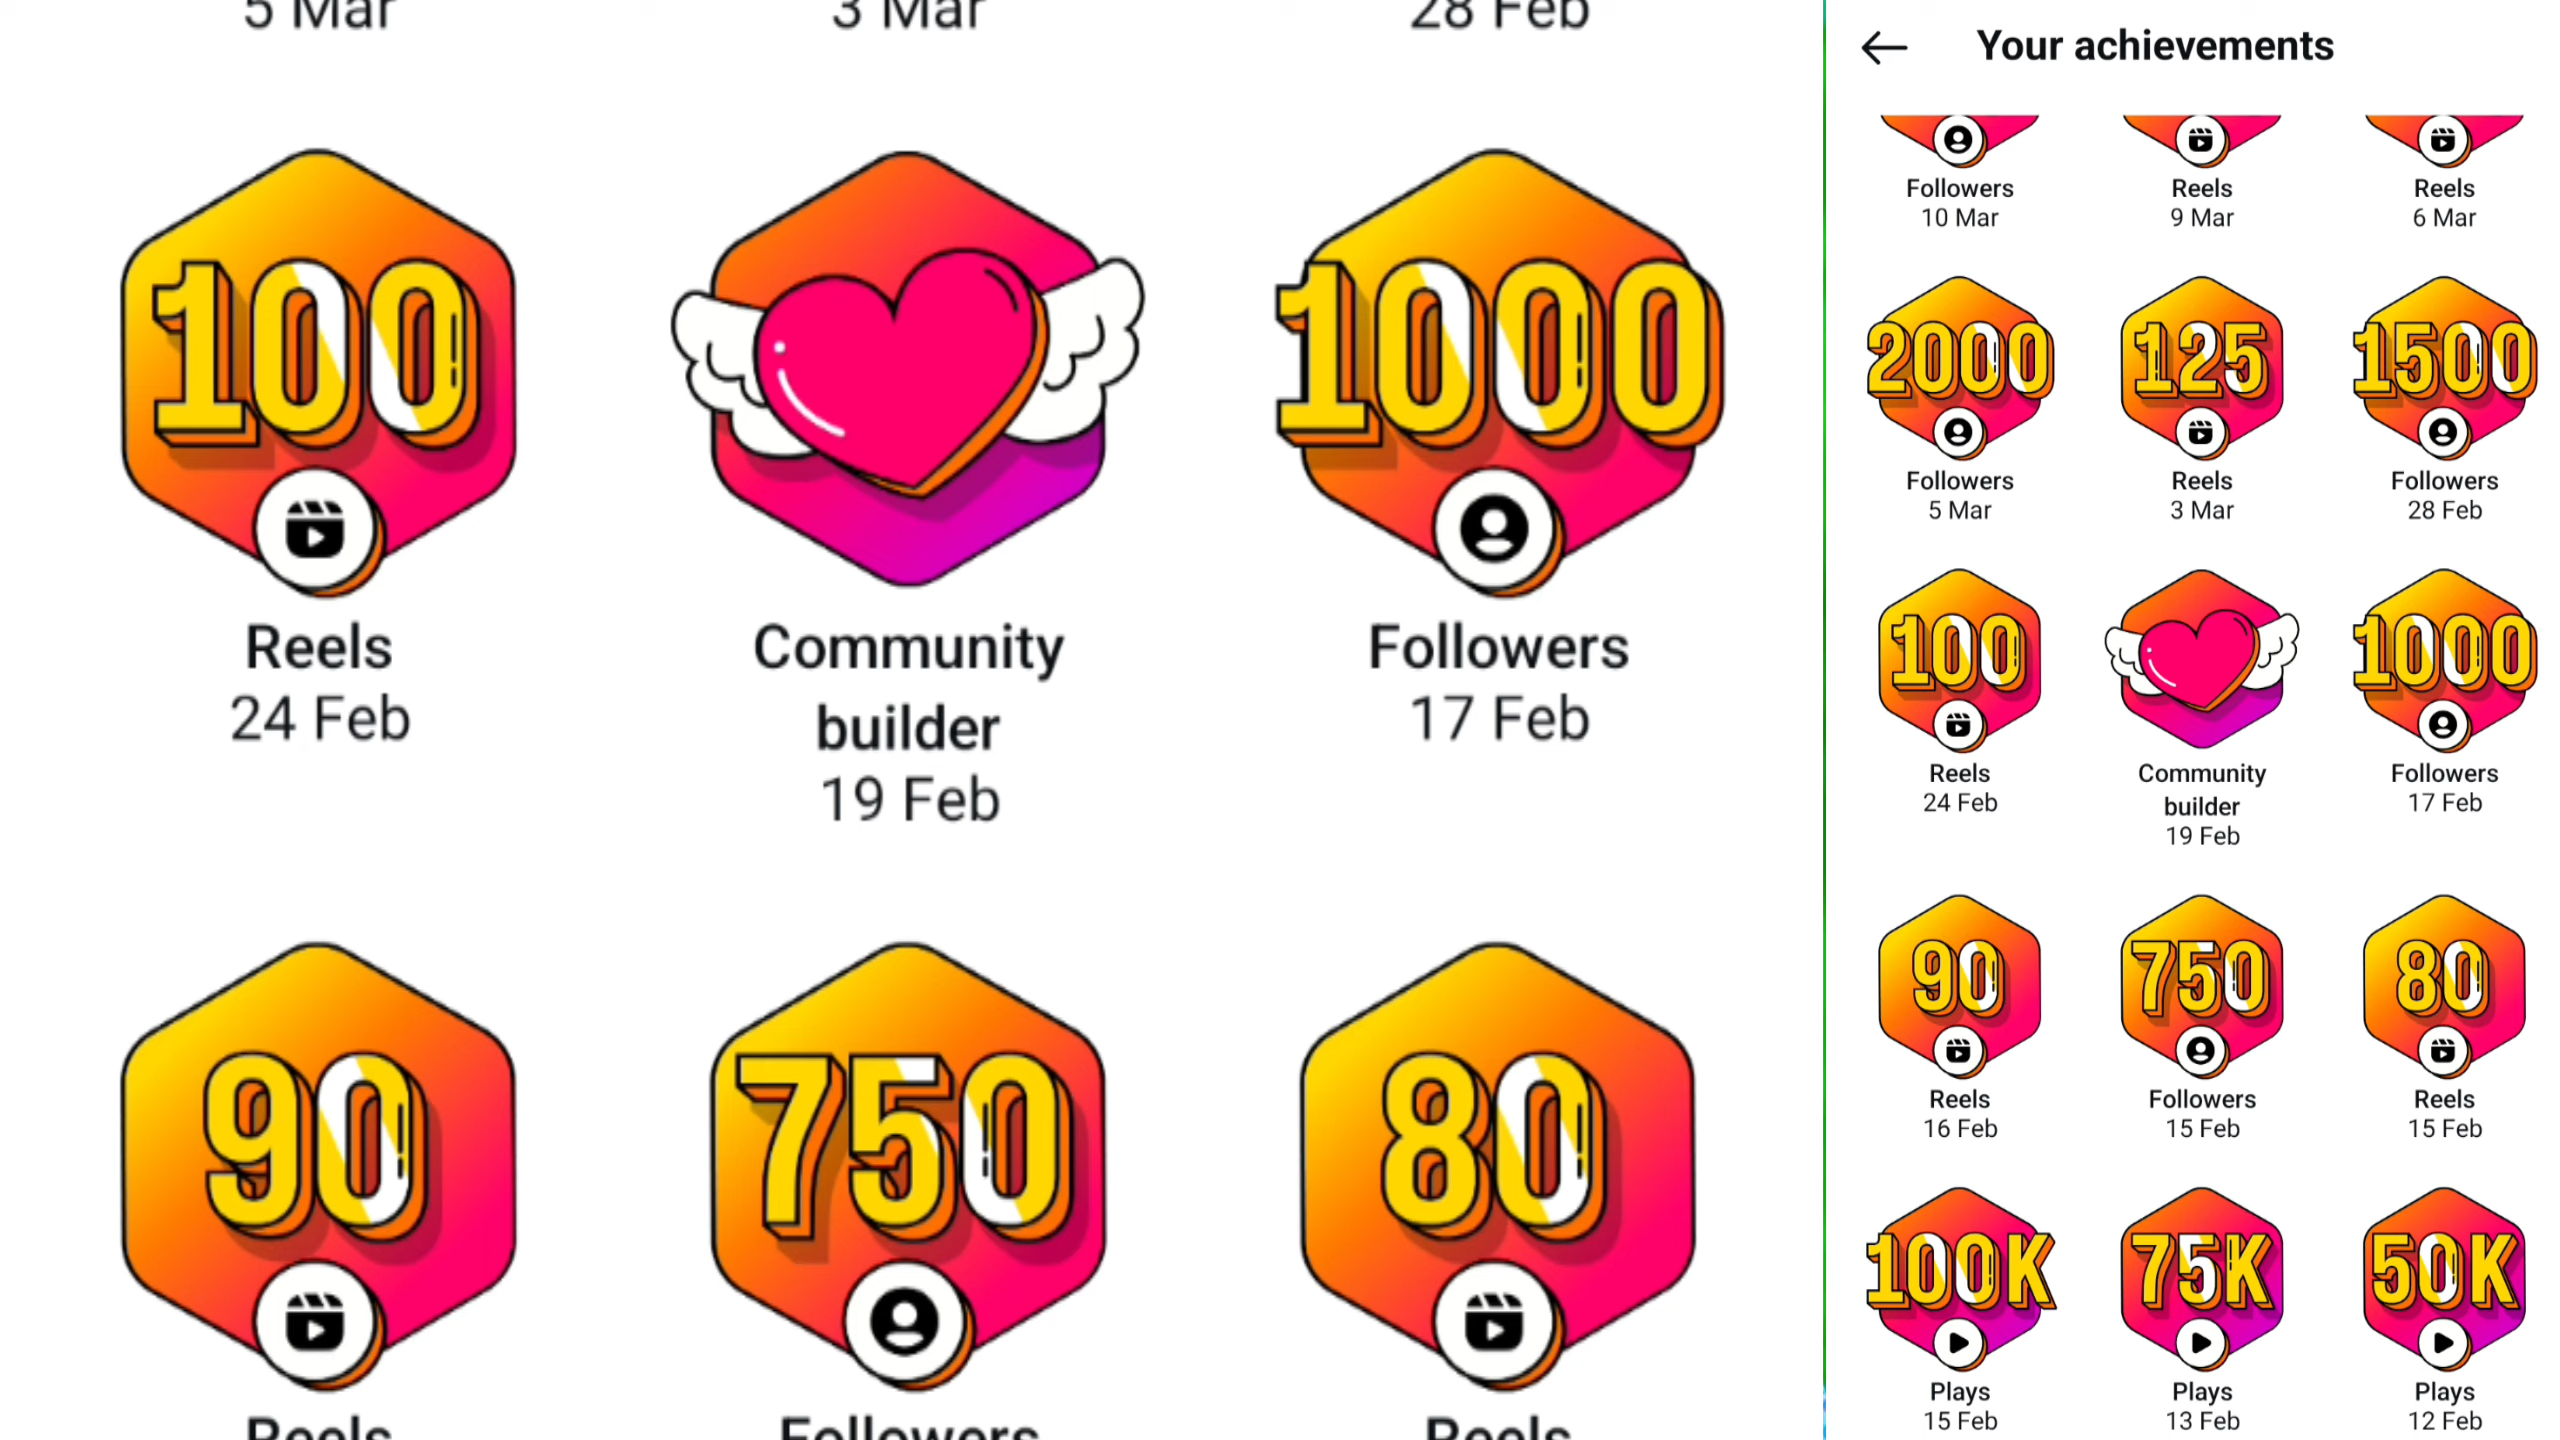 5 Mar
3 Mar
28 Feb
100
1000
Reels
24 Feb
Community
builder
19 Feb
Followers
17 Feb
90
750
80
Reels
Followers
Reels
Your achievements
Followers
10 Mar
Reels
9 Mar
Reels
6 Mar
2000
125
1500
Followers
5 Mar
Reels
3 Mar
Followers
28 Feb
100
1000
Reels
24 Feb
Community
builder
19 Feb
Followers
17 Feb
90
750
80
Reels
16 Feb
Followers
15 Feb
Reels
15 Feb
100K
75K
50K
Plays
15 Feb
Plays
13 Feb
Plays
12 Feb